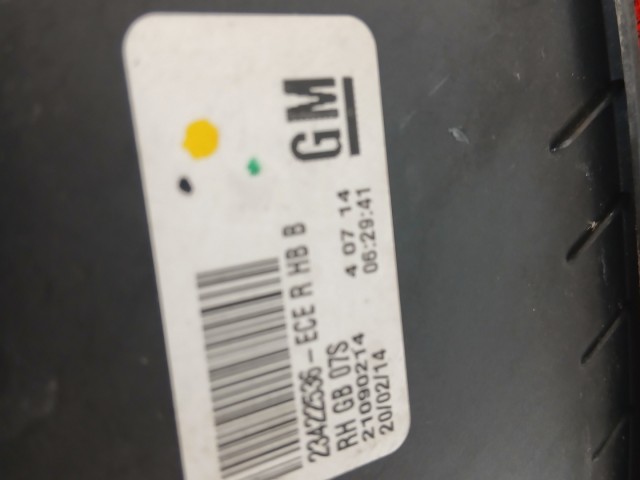 GM
23422536-ECE R HB B
RH GB 07S 4 07 14
21090214 06:29:41
20/02/14